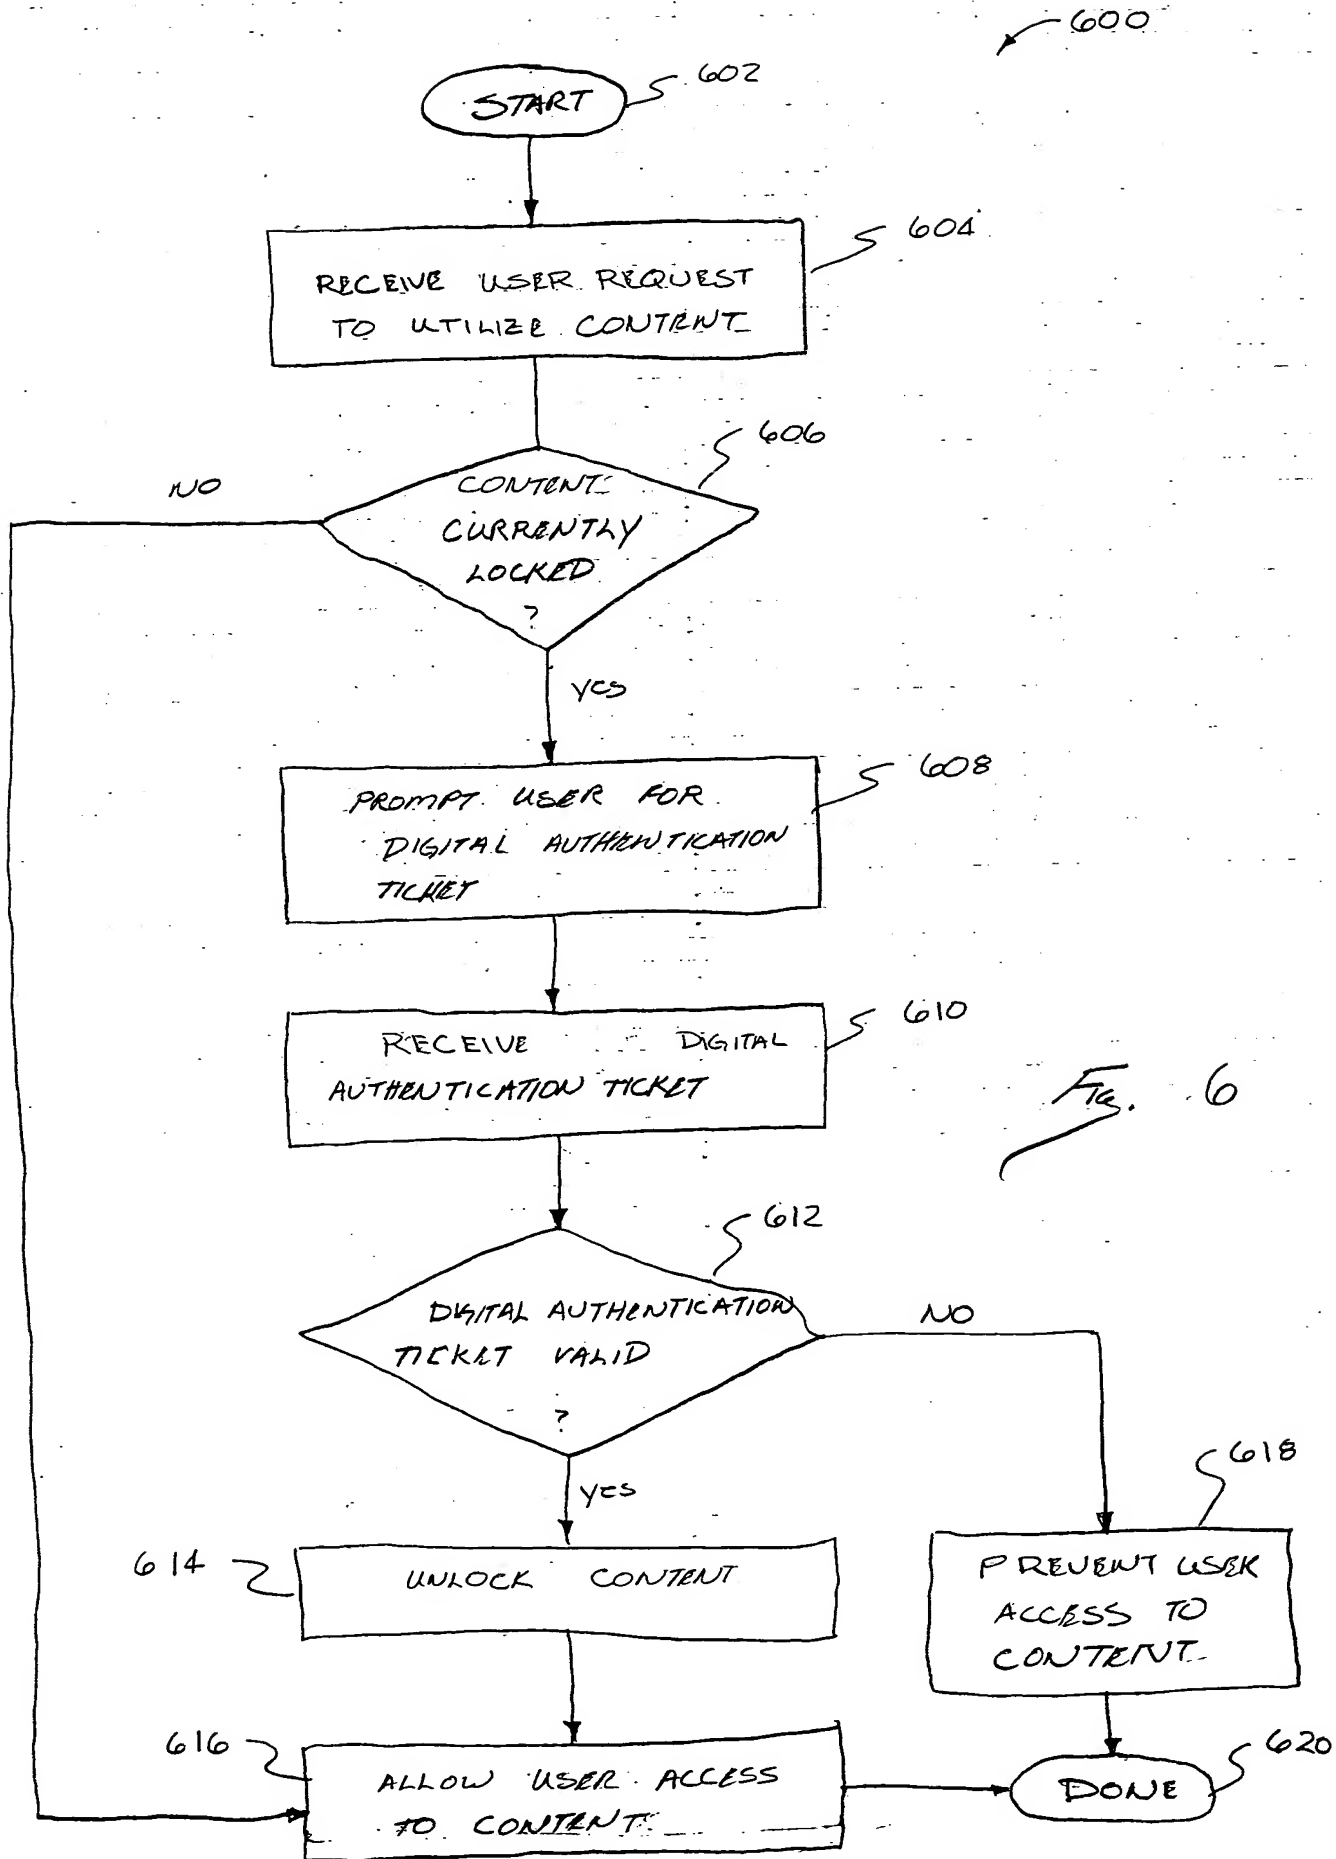 600
START
602
RECEIVE USER REQUEST
TO UTILIZE CONTENT
604
606
NO
CONTENT
CURRENTLY
LOCKED
?
YES
608
PROMPT USER FOR
DIGITAL AUTHENTICATION
TICKET
610
RECEIVE DIGITAL
AUTHENTICATION TICKET
Fig. 6
612
DIGITAL AUTHENTICATION
TICKET VALID
?
NO
YES
618
614
UNLOCK CONTENT
PREVENT USER
ACCESS TO
CONTENT
616
ALLOW USER ACCESS
TO CONTENT
620
DONE